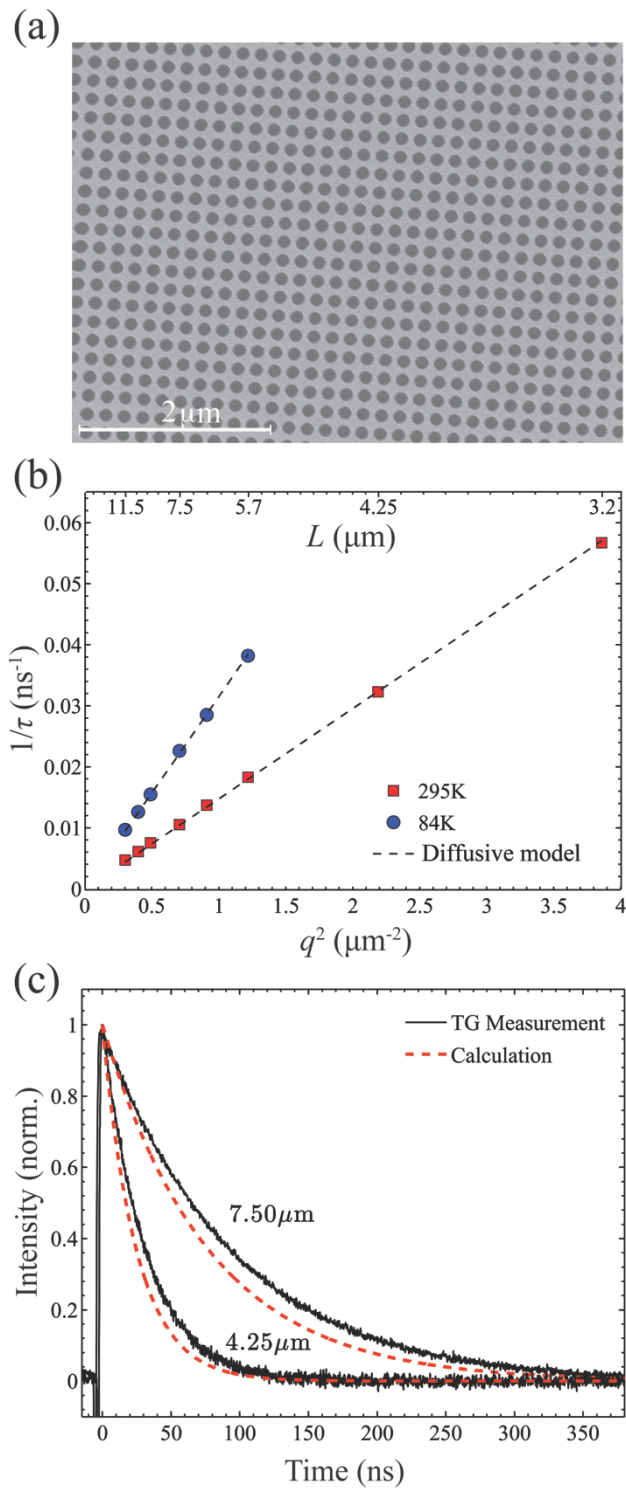 (a)
2 μm
(b)
11.5 7.5 5.7 4.25 3.2
L (μm)
0.06
0.05
0.04
0.03
0.02
0.01
0
1/τ (ns⁻¹)
295K
84K
Diffusive model
0 0.5 1 1.5 2 2.5 3 3.5 4
q² (μm⁻²)
(c)
TG Measurement
Calculation
1
0.8
0.6
0.4
0.2
0
Intensity (norm.)
7.50μm
4.25μm
0 50 100 150 200 250 300 350
Time (ns)